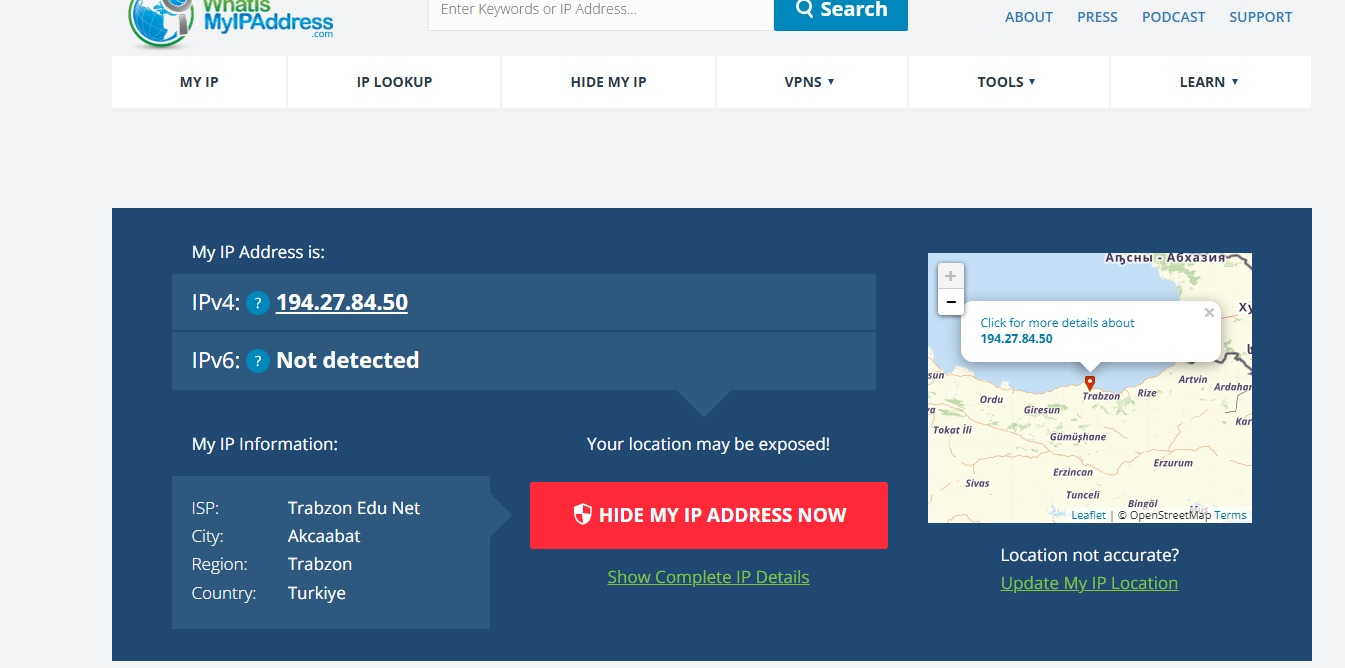 WhatIs
MyIPAddress
.com
Enter Keywords or IP Address...
Search
ABOUT PRESS PODCAST SUPPORT
MY IP IP LOOKUP HIDE MY IP VPNS ▼ TOOLS ▼ LEARN ▼
My IP Address is:
IPv4: ? 194.27.84.50
IPv6: ? Not detected
My IP Information:
ISP: Trabzon Edu Net
City: Akcaabat
Region: Trabzon
Country: Turkiye
Your location may be exposed!
HIDE MY IP ADDRESS NOW
Show Complete IP Details
+
−
Аҧсны - Абхазия
Click for more details about
194.27.84.50
×
Ordu
Giresun
Trabzon
Rize
Artvin
Tokat İli
Gümüşhane
Erzincan
Erzurum
Sivas
Tunceli
Bingöl
Leaflet | © OpenStreetMap Terms
Location not accurate?
Update My IP Location